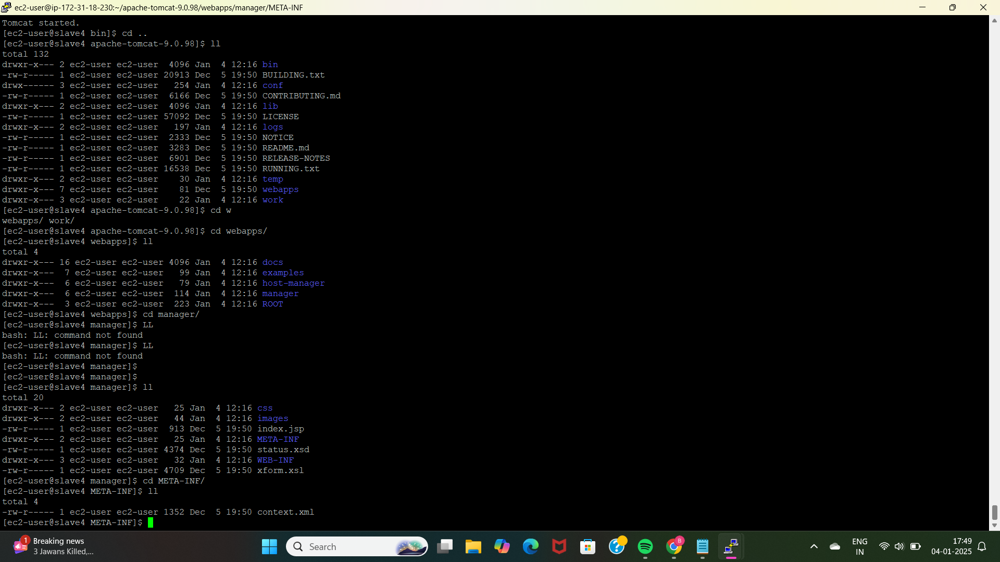 ec2-user@ip-172-31-18-230:~/apache-tomcat-9.0.98/webapps/manager/META-INF
Tomcat started.
[ec2-user@slave4 bin]$ cd ..
[ec2-user@slave4 apache-tomcat-9.0.98]$ ll
total 132
drwxr-x--- 2 ec2-user ec2-user  4096 Jan  4 12:16 bin
-rw-r----- 1 ec2-user ec2-user 20913 Dec  5 19:50 BUILDING.txt
drwx------ 3 ec2-user ec2-user   254 Jan  4 12:16 conf
-rw-r----- 1 ec2-user ec2-user  6166 Dec  5 19:50 CONTRIBUTING.md
drwxr-x--- 2 ec2-user ec2-user  4096 Jan  4 12:16 lib
-rw-r----- 1 ec2-user ec2-user 57092 Dec  5 19:50 LICENSE
drwxr-x--- 2 ec2-user ec2-user   197 Jan  4 12:16 logs
-rw-r----- 1 ec2-user ec2-user  2333 Dec  5 19:50 NOTICE
-rw-r----- 1 ec2-user ec2-user  3283 Dec  5 19:50 README.md
-rw-r----- 1 ec2-user ec2-user  6901 Dec  5 19:50 RELEASE-NOTES
-rw-r----- 1 ec2-user ec2-user 16538 Dec  5 19:50 RUNNING.txt
drwxr-x--- 2 ec2-user ec2-user    30 Jan  4 12:16 temp
drwxr-x--- 7 ec2-user ec2-user    81 Dec  5 19:50 webapps
drwxr-x--- 3 ec2-user ec2-user    22 Jan  4 12:16 work
[ec2-user@slave4 apache-tomcat-9.0.98]$ cd w
webapps/ work/
[ec2-user@slave4 apache-tomcat-9.0.98]$ cd webapps/
[ec2-user@slave4 webapps]$ ll
total 4
drwxr-x--- 16 ec2-user ec2-user 4096 Jan  4 12:16 docs
drwxr-x---  7 ec2-user ec2-user   99 Jan  4 12:16 examples
drwxr-x---  6 ec2-user ec2-user   79 Jan  4 12:16 host-manager
drwxr-x---  6 ec2-user ec2-user  114 Jan  4 12:16 manager
drwxr-x---  3 ec2-user ec2-user  223 Jan  4 12:16 ROOT
[ec2-user@slave4 webapps]$ cd manager/
[ec2-user@slave4 manager]$ LL
bash: LL: command not found
[ec2-user@slave4 manager]$ LL
bash: LL: command not found
[ec2-user@slave4 manager]$
[ec2-user@slave4 manager]$
[ec2-user@slave4 manager]$ ll
total 20
drwxr-x--- 2 ec2-user ec2-user   25 Jan  4 12:16 css
drwxr-x--- 2 ec2-user ec2-user   44 Jan  4 12:16 images
-rw-r----- 1 ec2-user ec2-user  913 Dec  5 19:50 index.jsp
drwxr-x--- 2 ec2-user ec2-user   25 Jan  4 12:16 META-INF
-rw-r----- 1 ec2-user ec2-user 4374 Dec  5 19:50 status.xsd
drwxr-x--- 3 ec2-user ec2-user   32 Jan  4 12:16 WEB-INF
-rw-r----- 1 ec2-user ec2-user 4709 Dec  5 19:50 xform.xsl
[ec2-user@slave4 manager]$ cd META-INF/
[ec2-user@slave4 META-INF]$ ll
total 4
-rw-r----- 1 ec2-user ec2-user 1352 Dec  5 19:50 context.xml
[ec2-user@slave4 META-INF]$
1
Breaking news
3 Jawans Killed,...
Search
B
ENG
IN
17:49
04-01-2025